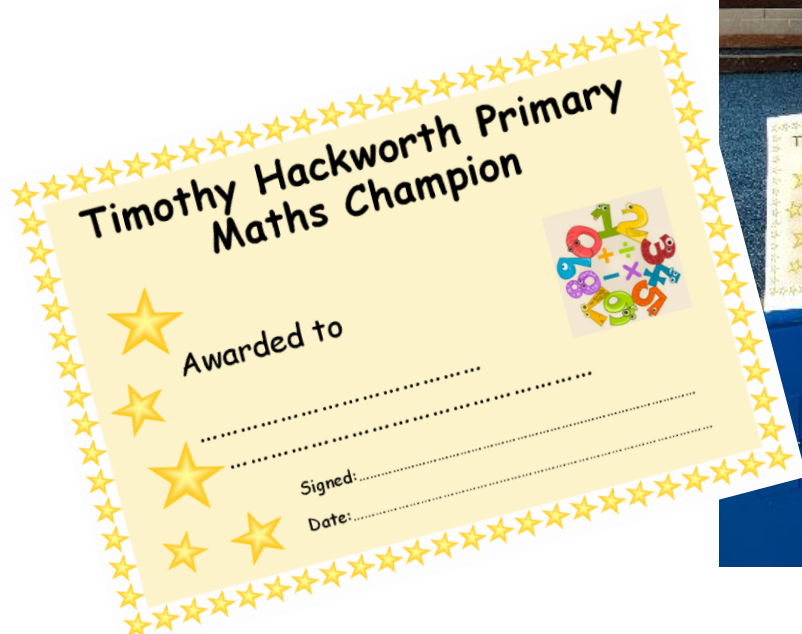 Timothy Hackworth Primary
Maths Champion
Awarded to
……………………………………
………………………………………………
Signed:………………………………………………………………
Date:………………………………………………………………